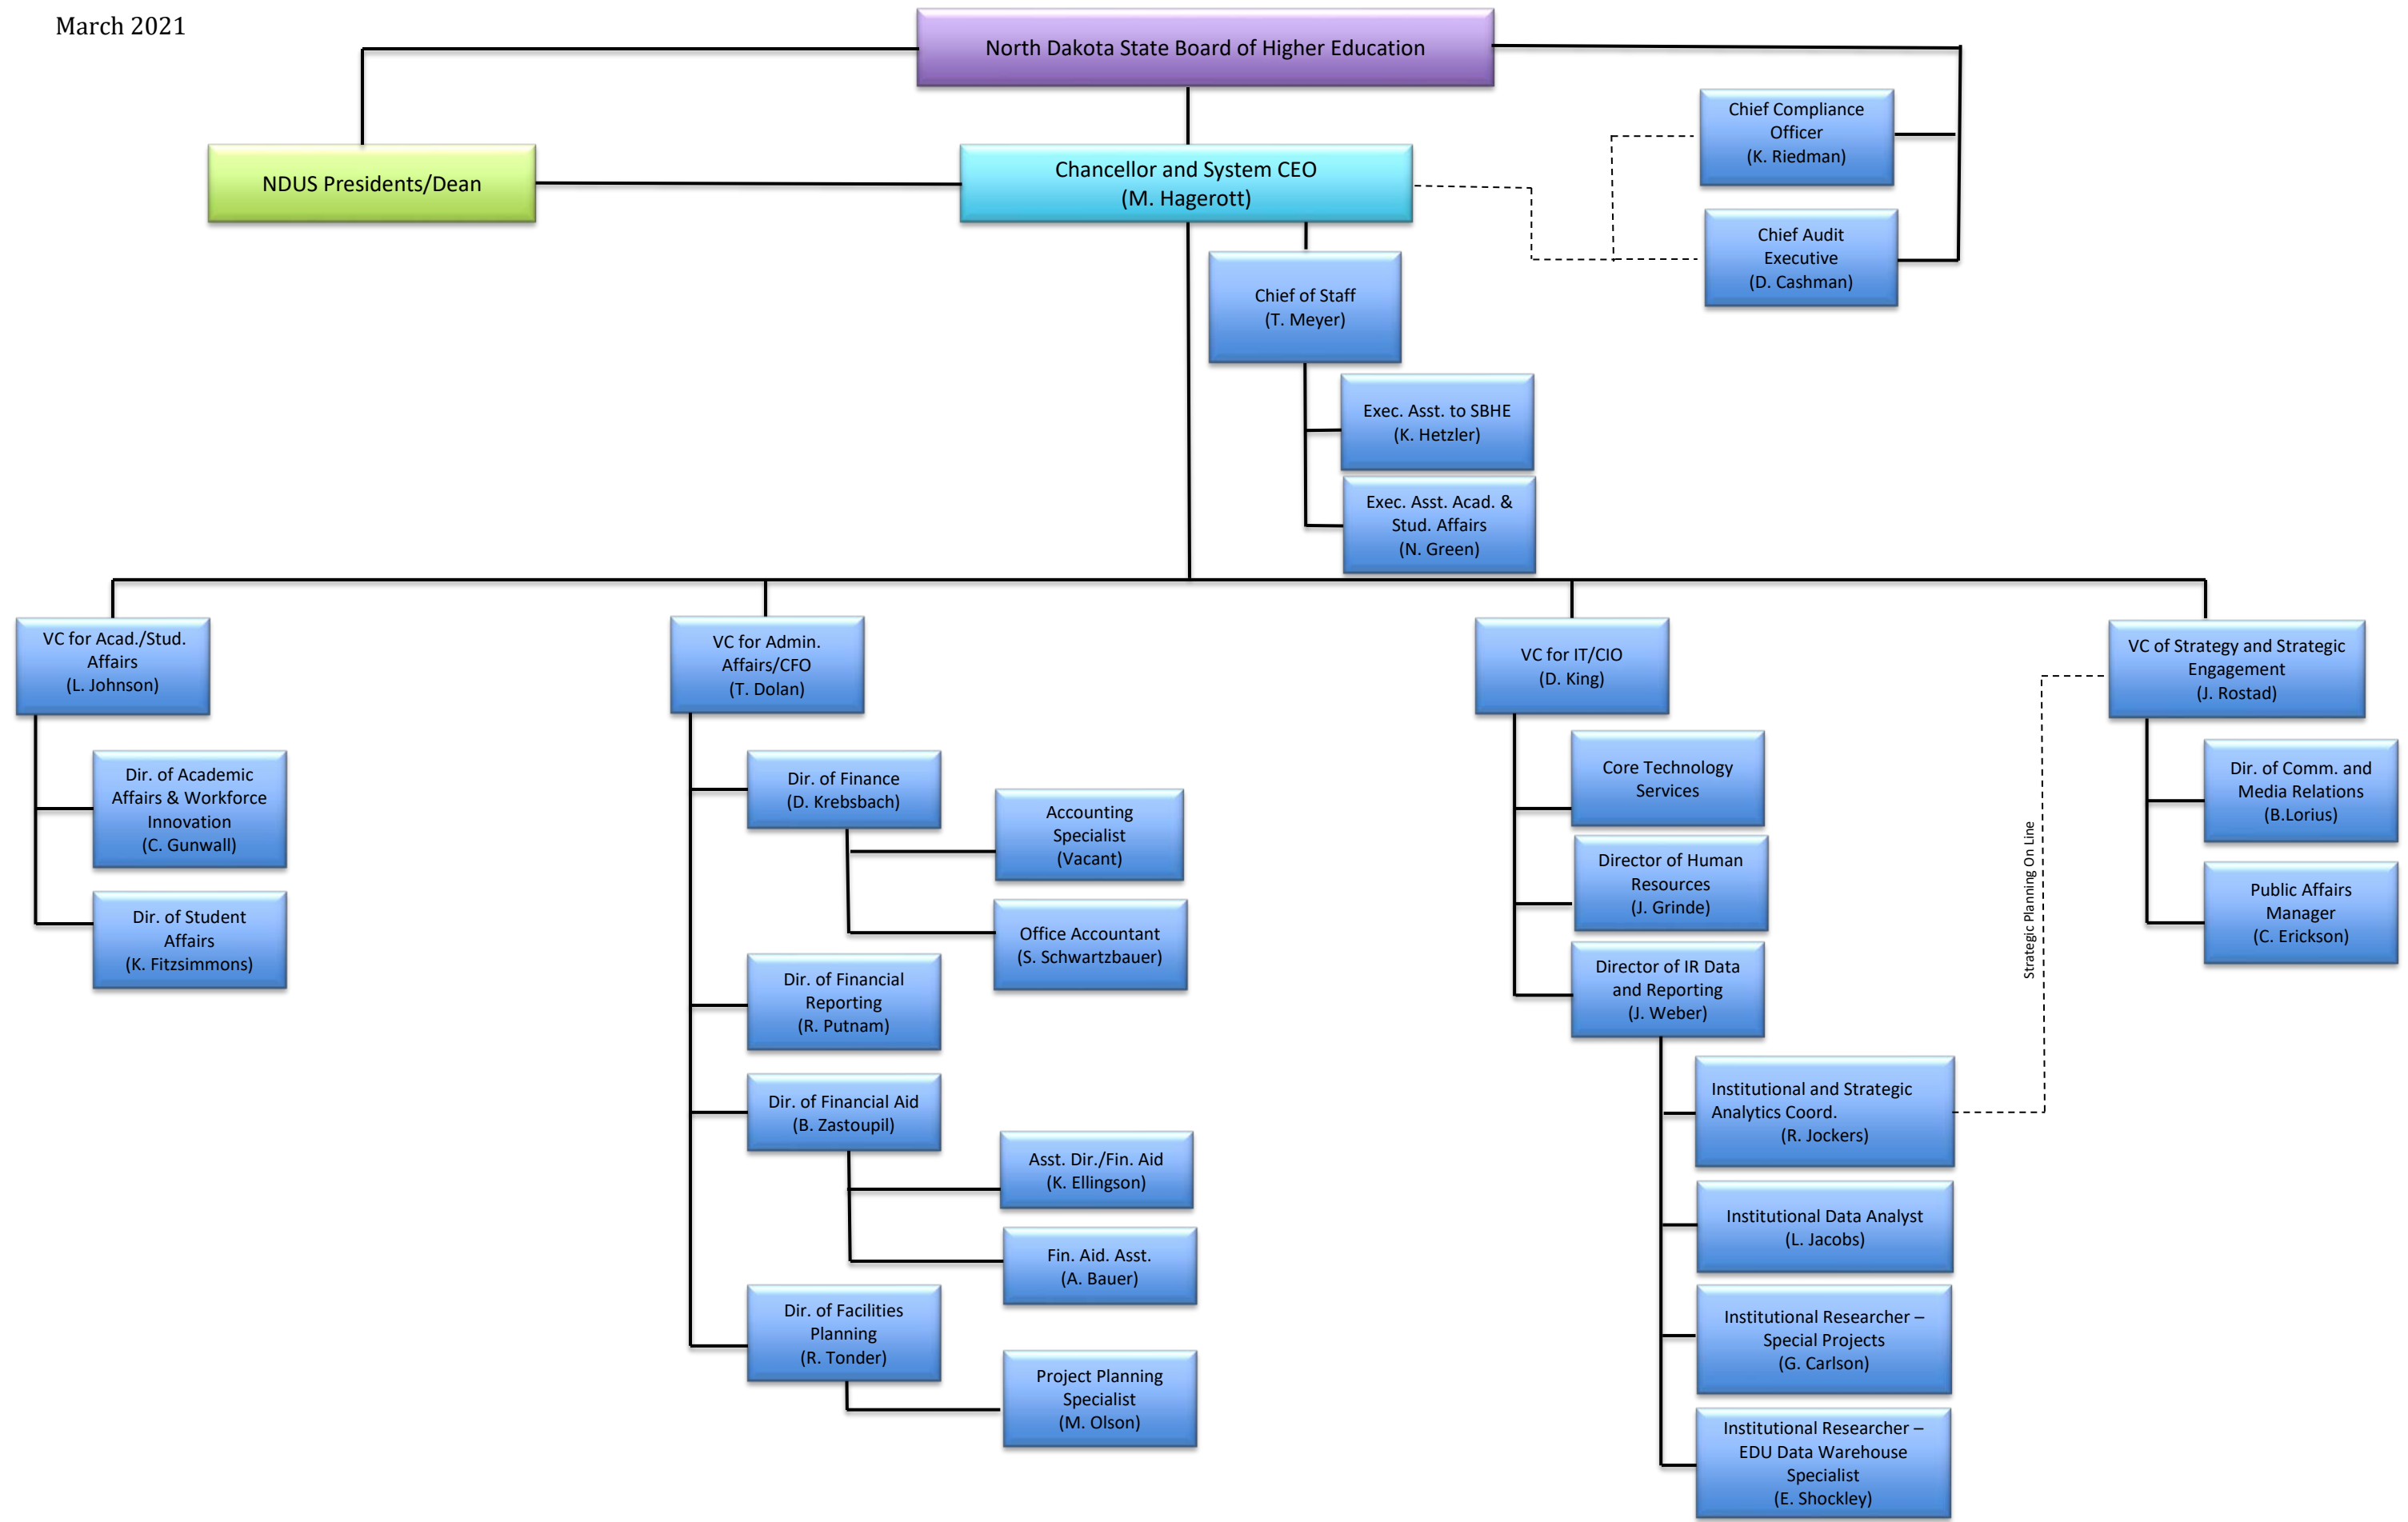 March 2021
North Dakota State Board of Higher Education
NDUS Presidents/Dean
Chancellor and System CEO
(M. Hagerott)
Chief Compliance
Officer
(K. Riedman)
Chief Audit
Executive
(D. Cashman)
Chief of Staff
(T. Meyer)
Exec. Asst. to SBHE
(K. Hetzler)
Exec. Asst. Acad. &
Stud. Affairs
(N. Green)
VC for Acad./Stud.
Affairs
(L. Johnson)
Dir. of Academic
Affairs & Workforce
Innovation
(C. Gunwall)
Dir. of Student
Affairs
(K. Fitzsimmons)
VC for Admin.
Affairs/CFO
(T. Dolan)
Dir. of Finance
(D. Krebsbach)
Accounting
Specialist
(Vacant)
Office Accountant
(S. Schwartzbauer)
Dir. of Financial
Reporting
(R. Putnam)
Dir. of Financial Aid
(B. Zastoupil)
Asst. Dir./Fin. Aid
(K. Ellingson)
Fin. Aid. Asst.
(A. Bauer)
Dir. of Facilities
Planning
(R. Tonder)
Project Planning
Specialist
(M. Olson)
VC for IT/CIO
(D. King)
Core Technology
Services
Director of Human
Resources
(J. Grinde)
Director of IR Data
and Reporting
(J. Weber)
Institutional and Strategic
Analytics Coord.
(R. Jockers)
Institutional Data Analyst
(L. Jacobs)
Institutional Researcher –
Special Projects
(G. Carlson)
Institutional Researcher –
EDU Data Warehouse
Specialist
(E. Shockley)
Strategic Planning On Line
VC of Strategy and Strategic
Engagement
(J. Rostad)
Dir. of Comm. and
Media Relations
(B.Lorius)
Public Affairs
Manager
(C. Erickson)